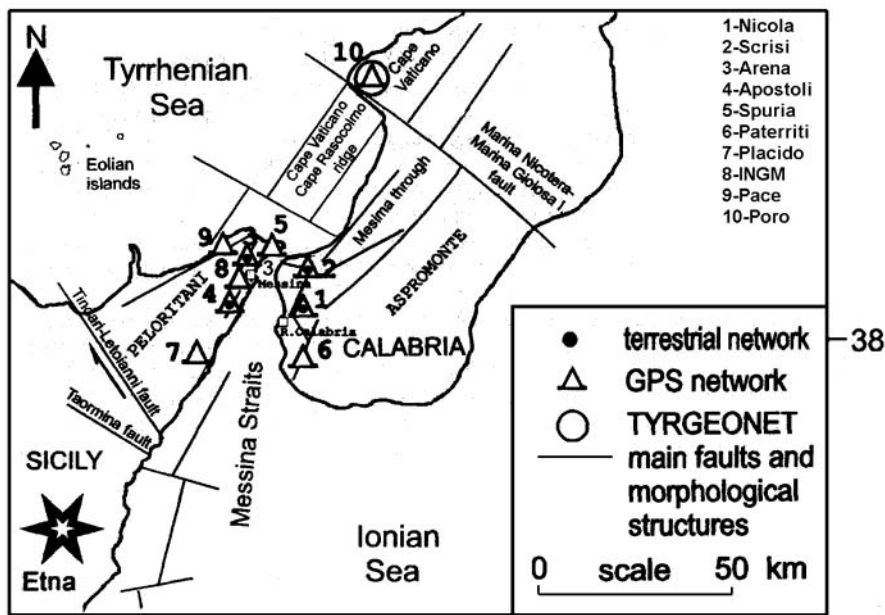 N
Tyrrhenian
Sea
Eolian
islands
10
Cape
Vaticano
Cape Vaticano
Cape Rasocolmo
ridge
Marina Nicotera-
Marina Giolosa I.
fault
Mesima through
ASPROMONTE
1-Nicola
2-Scrisi
3-Arena
4-Apostoli
5-Spuria
6-Paterriti
7-Placido
8-INGM
9-Pace
10-Poro
9
5
8
3
Messina
2
4
1
R.Calabria
PELORITANI
7
6
CALABRIA
Tindari-Letoianni fault
Taormina fault
Messina Straits
SICILY
Etna
Ionian
Sea
terrestrial network
GPS network
TYRGEONET
main faults and
morphological
structures
0 scale 50 km
38